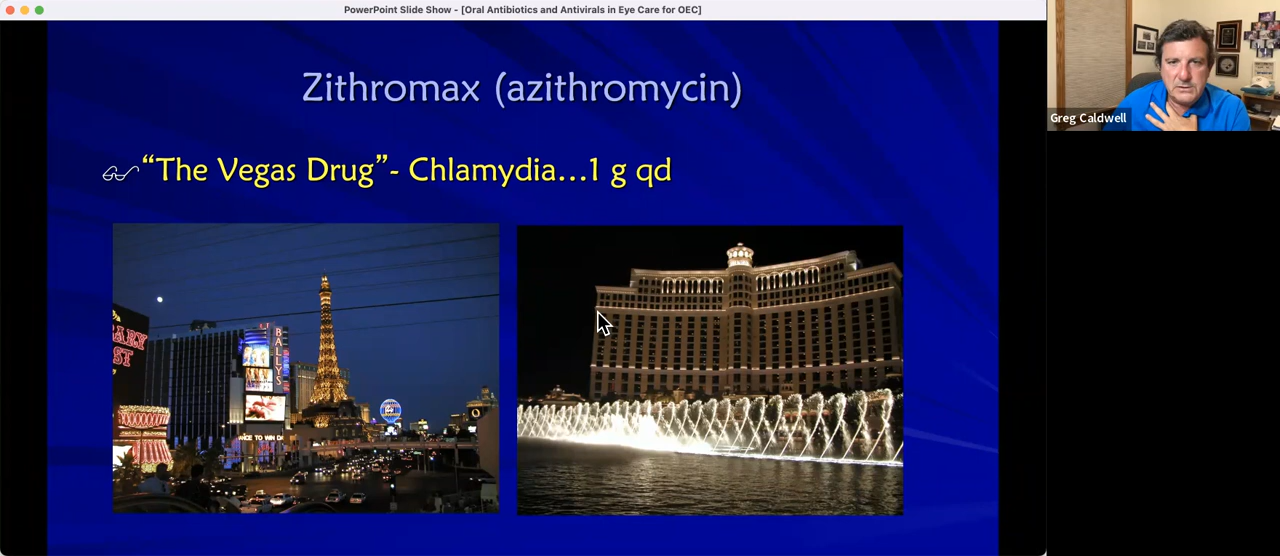 PowerPoint Slide Show - [Oral Antibiotics and Antivirals in Eye Care for OEC]
Zithromax (azithromycin)
“The Vegas Drug”- Chlamydia...1 g qd
BALLYS
Greg Caldwell